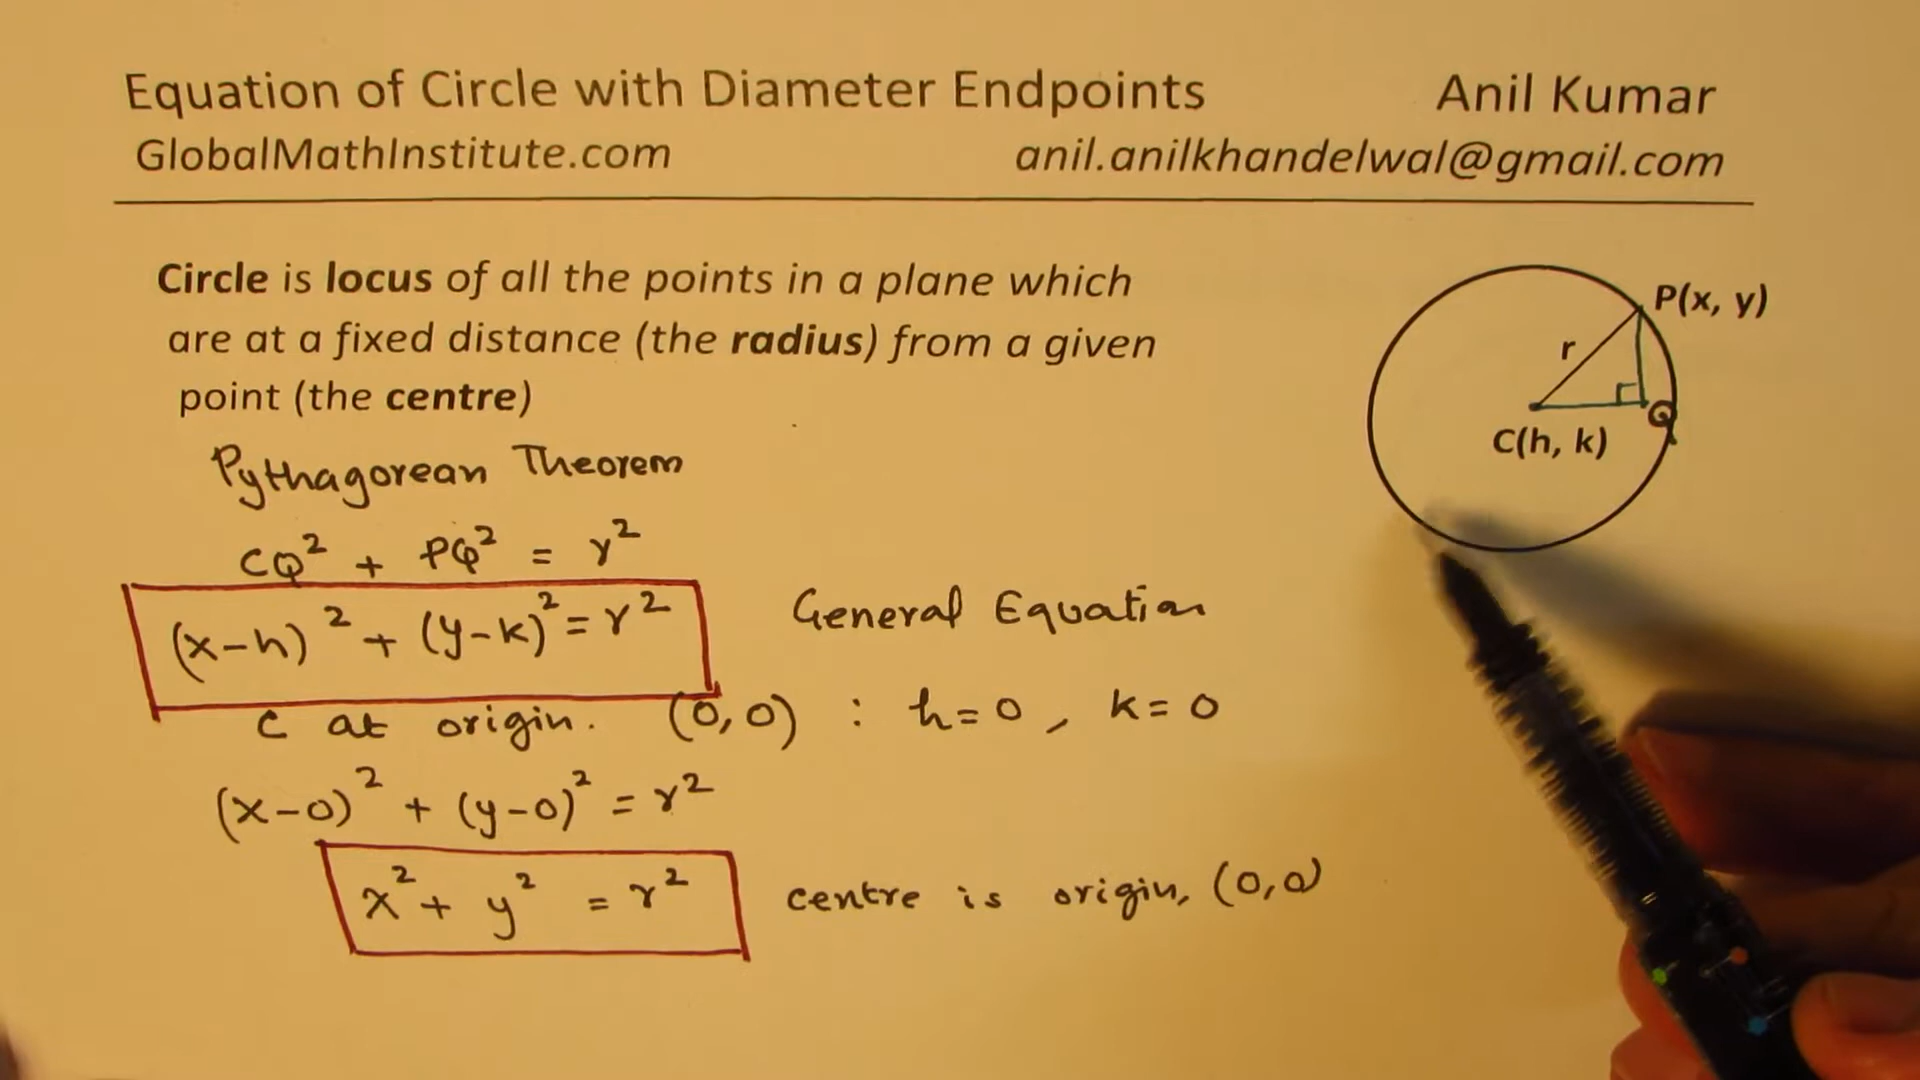 Equation of Circle with Diameter Endpoints
Anil Kumar
GlobalMathInstitute.com
anil.anilkhandelwal@gmail.com
Circle is locus of all the points in a plane which
are at a fixed distance (the radius) from a given
point (the centre)
P(x, y)
r
Q
C(h, k)
Pythagorean Theorem
CQ² + PQ² = r²
(x-h)² + (y-k)² = r²
General Equation
C at origin. (0,0) : h=0, k=0
(x-0)² + (y-0)² = r²
x² + y² = r²
centre is origin, (0,0)